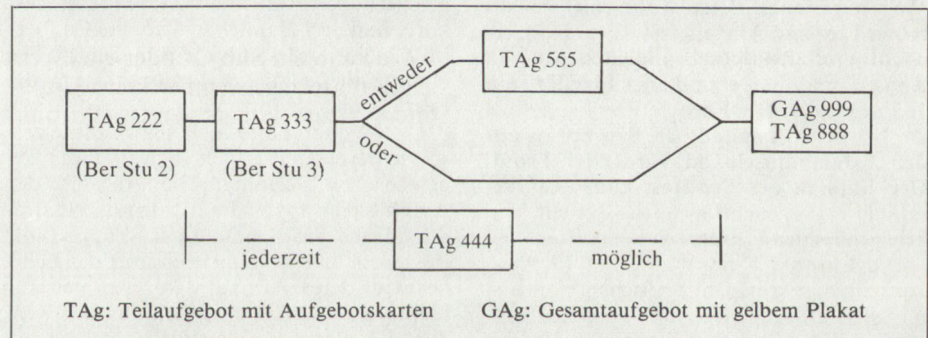 TAg 555
entweder
TAg 222
TAg 333
GAg 999
TAg 888
oder
(Ber Stu 2)
(Ber Stu 3)
TAg 444
jederzeit
möglich
TAg: Teilaufgebot mit Aufgebotskarten GAg: Gesamtaufgebot mit gelbem Plakat